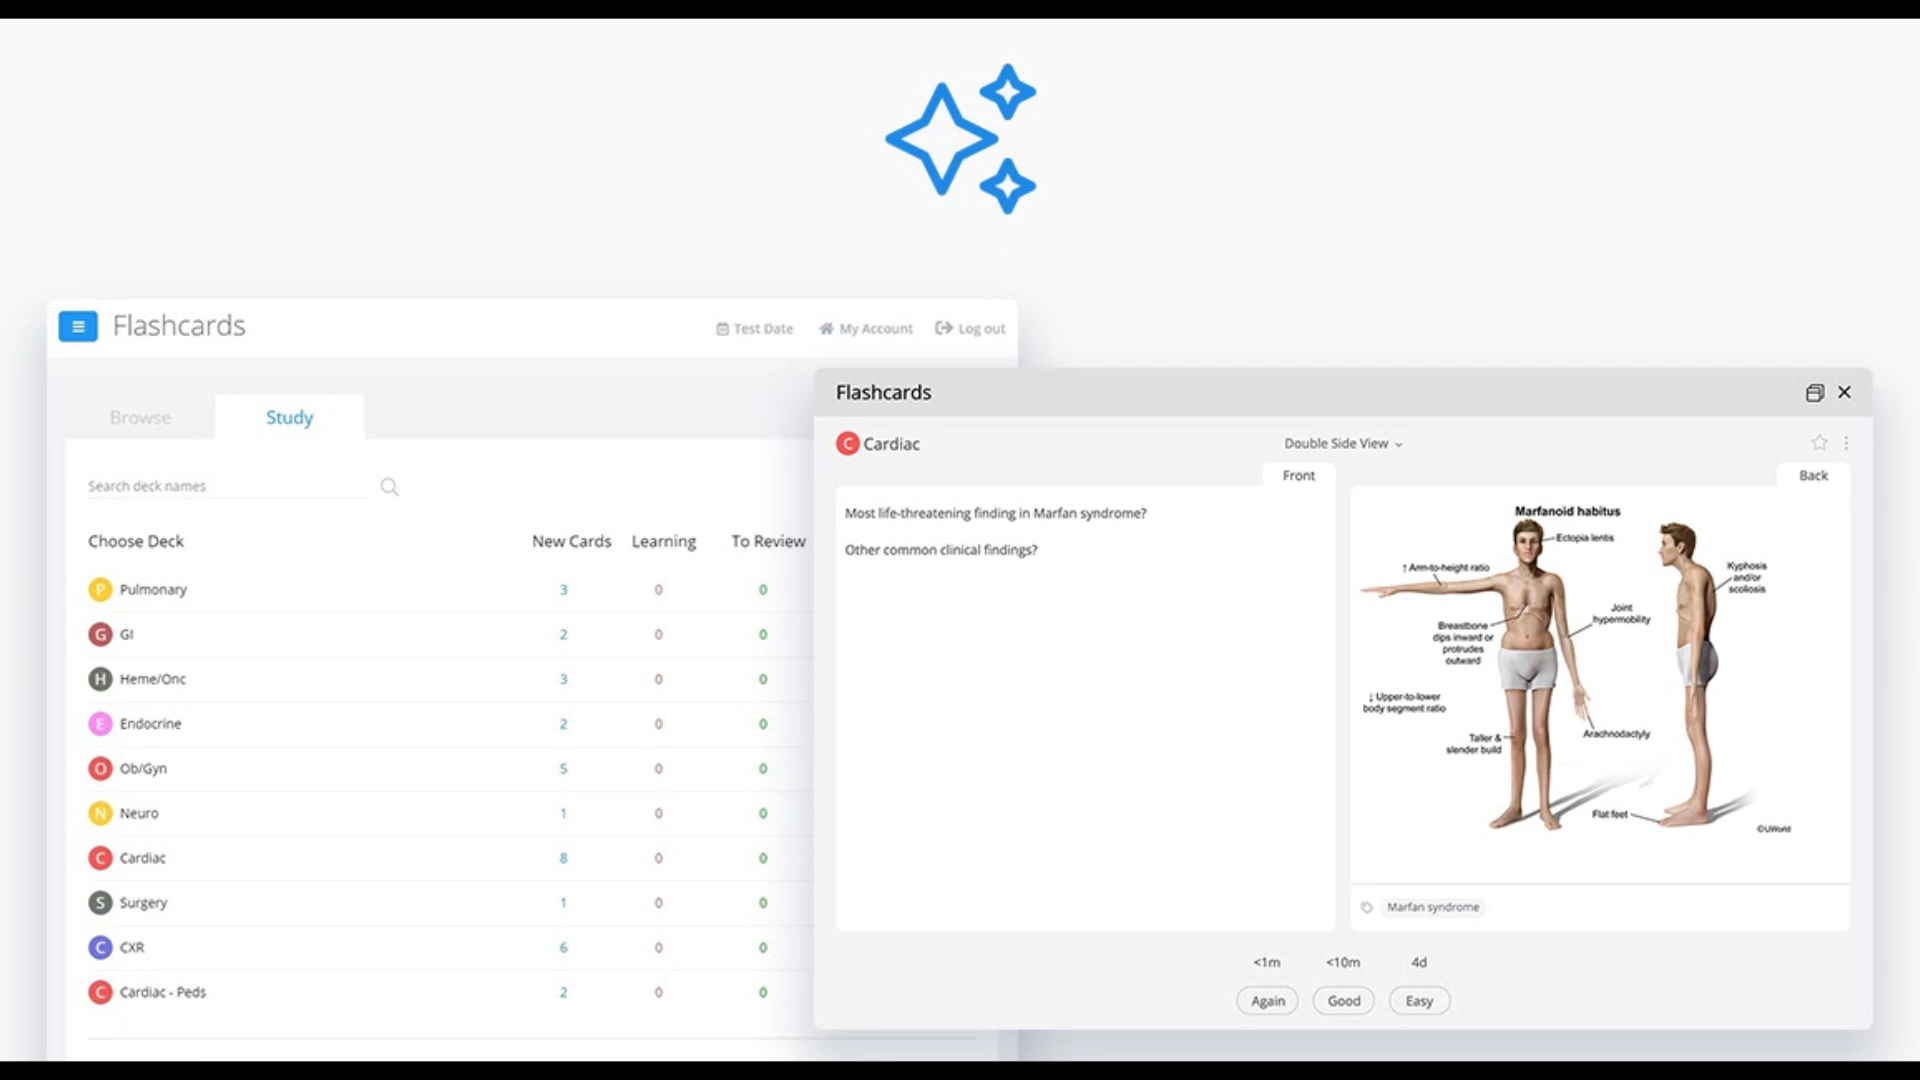 Flashcards
Test Date
My Account
Log out
Browse
Study
Search deck names
Choose Deck New Cards Learning To Review
P Pulmonary 3 0 0
G GI 2 0 0
H Heme/Onc 3 0 0
E Endocrine 2 0 0
O Ob/Gyn 5 0 0
N Neuro 1 0 0
C Cardiac 8 0 0
S Surgery 1 0 0
C CXR 6 0 0
C Cardiac - Peds 2 0 0
Flashcards
C Cardiac
Double Side View
Front
Most life-threatening finding in Marfan syndrome?
Other common clinical findings?
Back
Marfanoid habitus
Ectopia lentis
↑ Arm-to-height ratio
Kyphosis
and/or
scoliosis
Joint
hypermobility
Breastbone
dips inward or
protrudes
outward
↓ Upper-to-lower
body segment ratio
Arachnodactyly
Taller &
slender build
Flat feet
©UWorld
Marfan syndrome
<1m <10m 4d
Again Good Easy